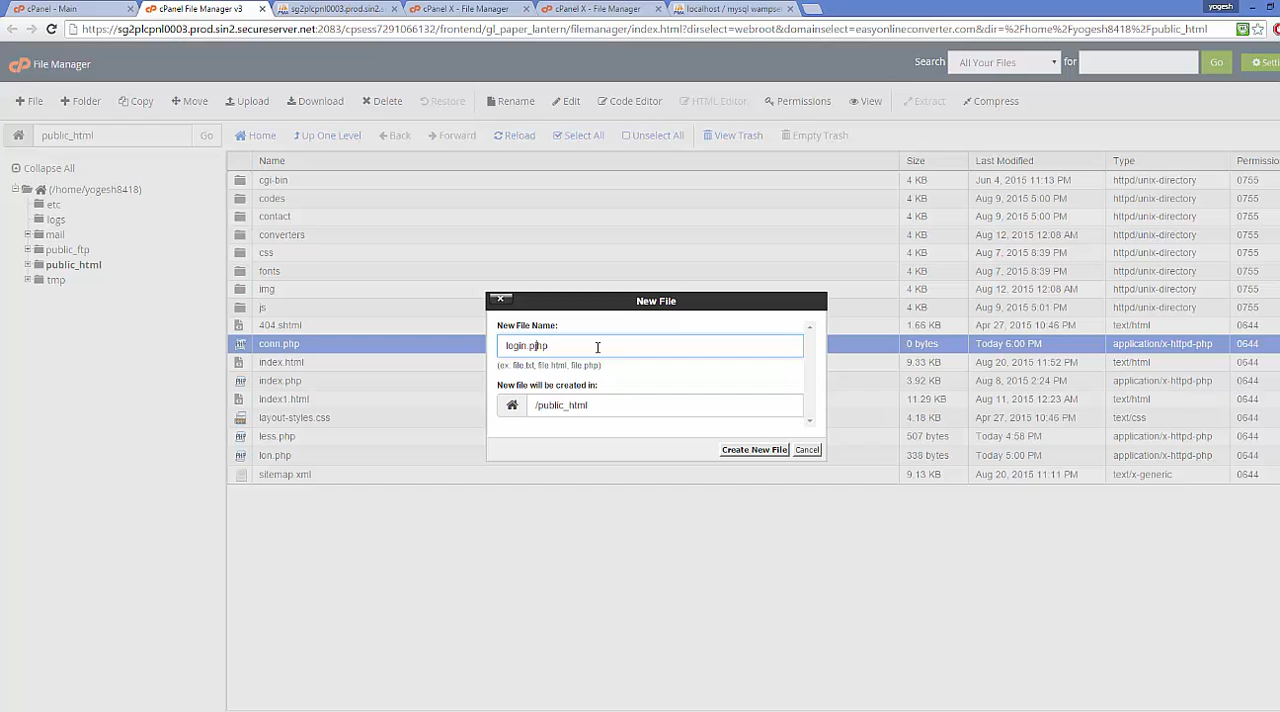 yogesh
cPanel - Main
cPanel File Manager v3
sg2plcpnl0003.prod.sin2.
cPanel X - File Manager
cPanel X - File Manager
localhost / mysql wampser
https://sg2plcpnl0003.prod.sin2.secureserver.net:2083/cpsess7291066132/frontend/gl_paper_lantern/filemanager/index.html?dirselect=webroot&domainselect=easyonlineconverter.com&dir=%2Fhome%2Fyogesh8418%2Fpublic_html
cP File Manager
Search All Your Files for Go Setti
File Folder Copy Move Upload Download Delete Restore Rename Edit Code Editor HTML Editor Permissions View Extract Compress
public_html Go Home Up One Level Back Forward Reload Select All Unselect All View Trash Empty Trash
Collapse All
(/home/yogesh8418)
etc
logs
mail
public_ftp
public_html
tmp
Name Size Last Modified Type Permissio
cgi-bin 4 KB Jun 4, 2015 11:13 PM httpd/unix-directory 0755
codes 4 KB Aug 9, 2015 5:00 PM httpd/unix-directory 0755
contact 4 KB Aug 9, 2015 5:00 PM httpd/unix-directory 0755
converters 4 KB Aug 12, 2015 12:08 AM httpd/unix-directory 0755
css 4 KB Aug 7, 2015 8:39 PM httpd/unix-directory 0755
fonts 4 KB Aug 7, 2015 8:39 PM httpd/unix-directory 0755
img 4 KB Aug 12, 2015 12:08 AM httpd/unix-directory 0755
js 4 KB Aug 9, 2015 5:01 PM httpd/unix-directory 0755
404.shtml 1.66 KB Apr 27, 2015 10:46 PM text/html 0644
conn.php 0 bytes Today 6:00 PM application/x-httpd-php 0644
index.html 9.33 KB Aug 20, 2015 11:52 PM text/html 0644
index.php 3.92 KB Aug 8, 2015 2:24 PM application/x-httpd-php 0644
index1.html 11.29 KB Aug 11, 2015 12:23 AM text/html 0644
layout-styles.css 4.18 KB Apr 27, 2015 10:46 PM text/css 0644
less.php 507 bytes Today 4:58 PM application/x-httpd-php 0644
lon.php 338 bytes Today 5:00 PM application/x-httpd-php 0644
sitemap.xml 9.13 KB Aug 20, 2015 11:11 PM text/x-generic 0644
New File
New File Name:
login.php
(ex: file.txt, file.html, file.php)
New file will be created in:
/public_html
Create New File Cancel